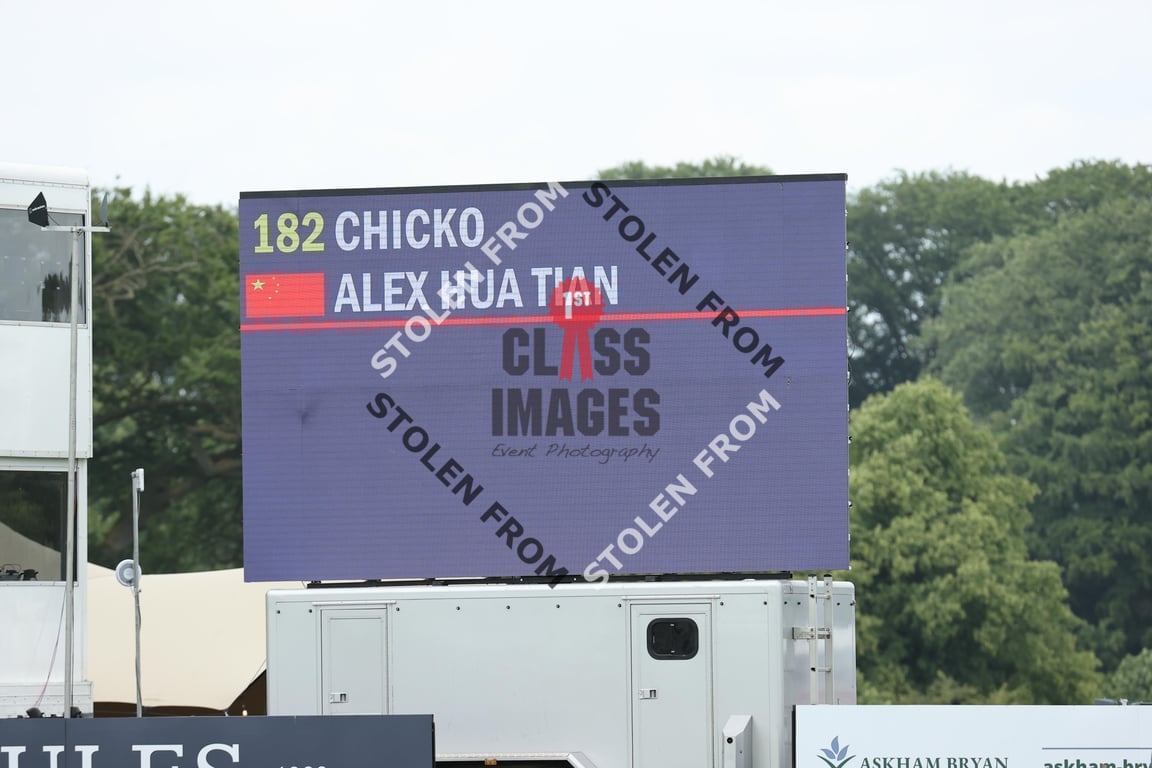 182 CHICKO
ALEX HUA TIAN
STOLEN FROM
STOLEN FROM
1ST
CLASS
IMAGES
Event Photography
STOLEN FROM
STOLEN FROM
ASKHAM BRYAN